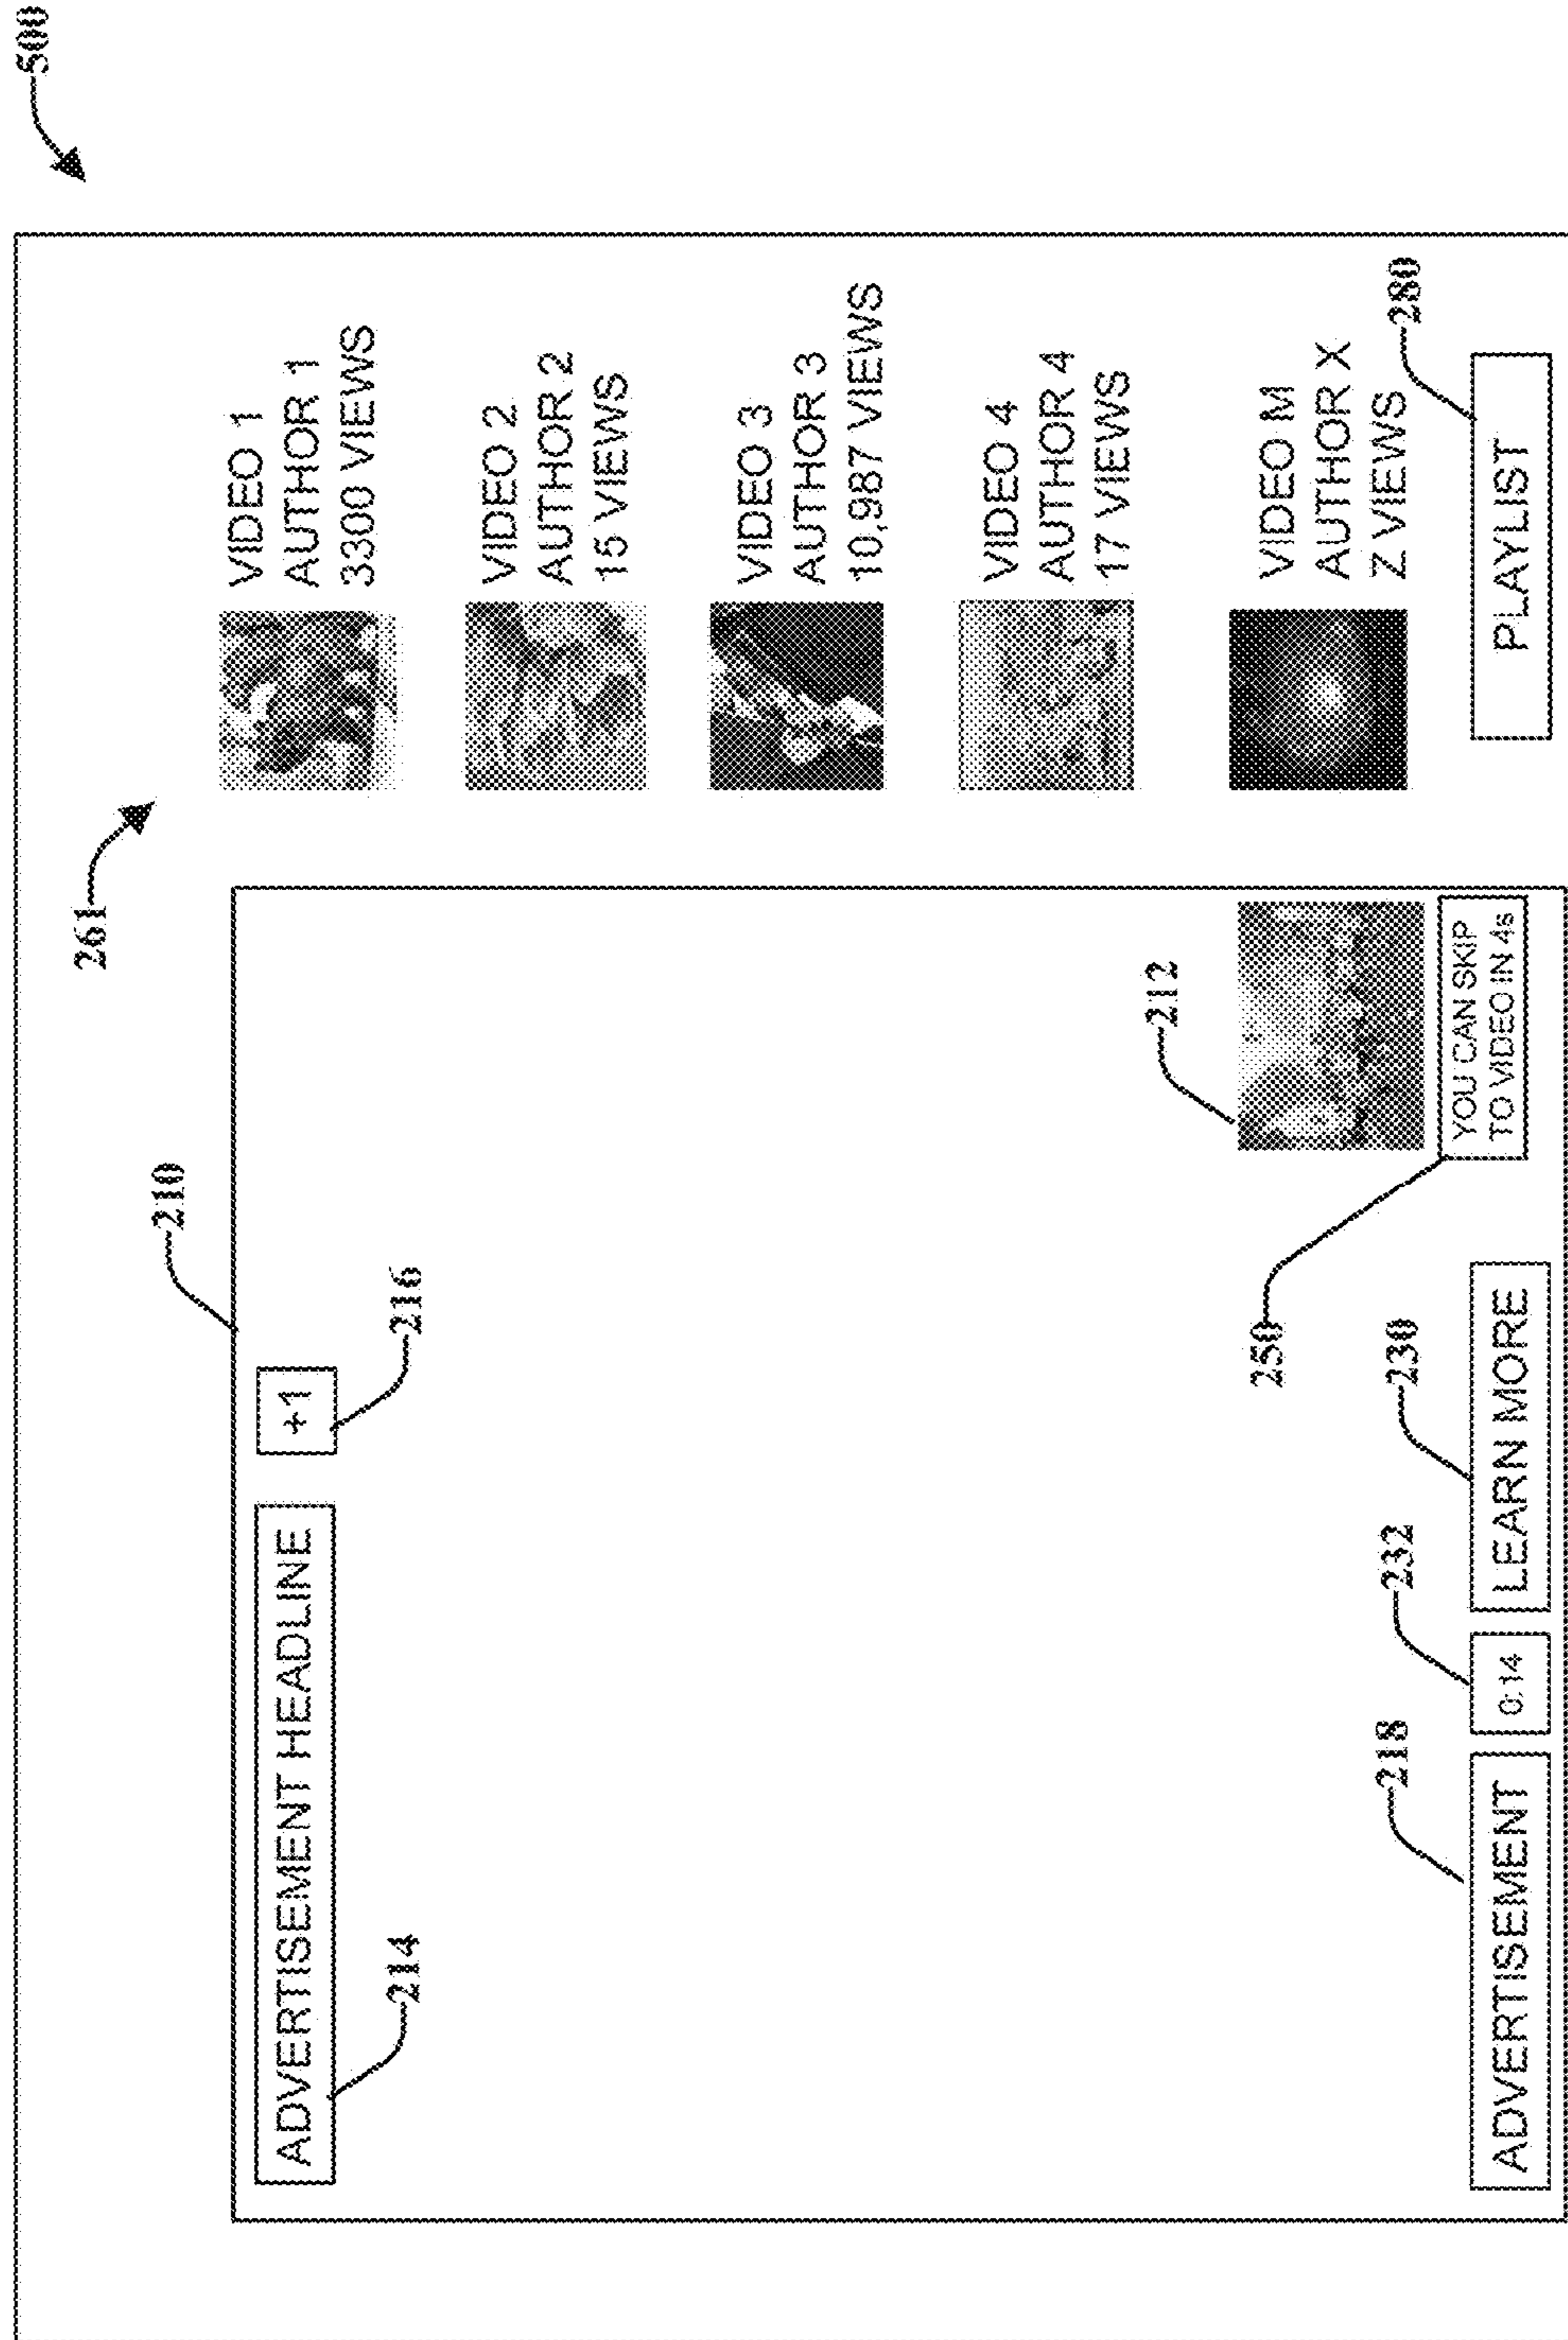 500
261
210
ADVERTISEMENT HEADLINE
+1
214
216
VIDEO 1
AUTHOR 1
3300 VIEWS
VIDEO 2
AUTHOR 2
15 VIEWS
VIDEO 3
AUTHOR 3
10,987 VIEWS
VIDEO 4
AUTHOR 4
17 VIEWS
VIDEO M
AUTHOR X
Z VIEWS
280
PLAYLIST
212
250
YOU CAN SKIP
TO VIDEO IN 4s
218
232
230
ADVERTISEMENT
0:14
LEARN MORE